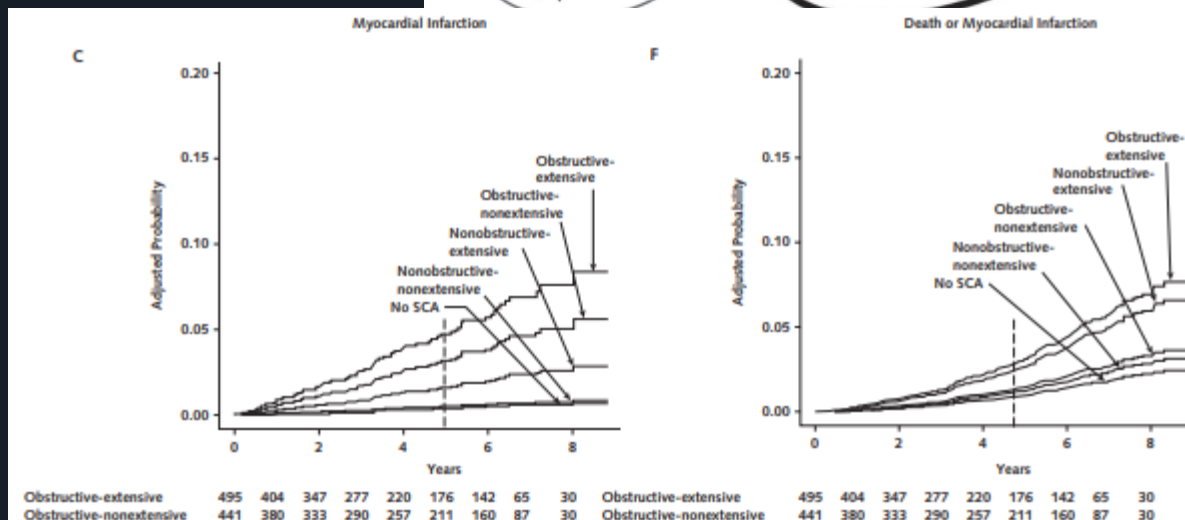 Myocardial Infarction
C
0.20
0.15
0.10
0.05
0.00
Adjusted Probability
Obstructive-
extensive
Obstructive-
nonextensive
Nonobstructive-
extensive
Nonobstructive-
nonextensive
No SCA
0 2 4 6 8
Years
Obstructive-extensive 495 404 347 277 220 176 142 65 30
Obstructive-nonextensive 441 380 333 290 257 211 160 87 30
Death or Myocardial Infarction
F
0.20
0.15
0.10
0.05
0.00
Adjusted Probability
Obstructive-
extensive
Nonobstructive-
extensive
Obstructive-
nonextensive
Nonobstructive-
nonextensive
No SCA
0 2 4 6 8
Years
Obstructive-extensive 495 404 347 277 220 176 142 65 30
Obstructive-nonextensive 441 380 333 290 257 211 160 87 30